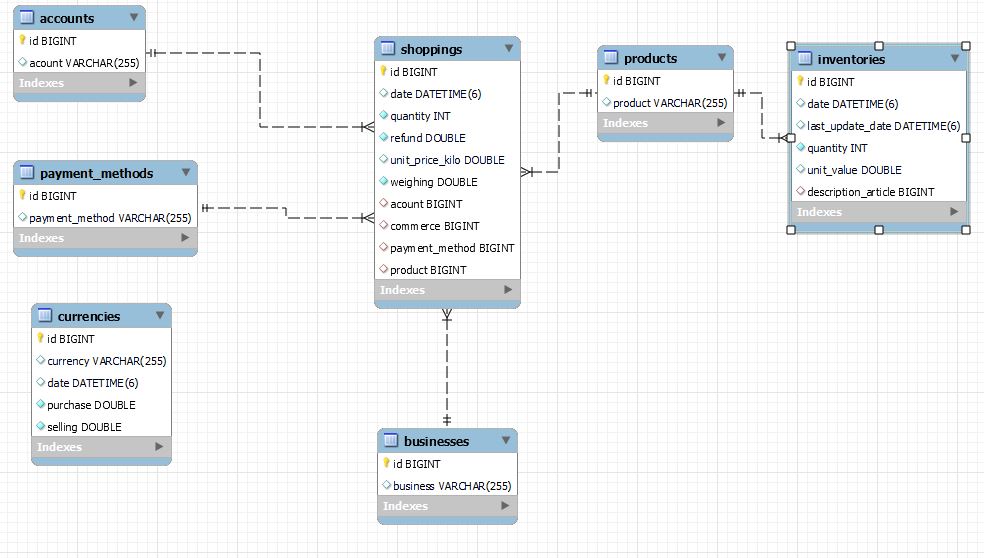 accounts
id BIGINT
acount VARCHAR(255)
Indexes
payment_methods
id BIGINT
payment_method VARCHAR(255)
Indexes
currencies
id BIGINT
currency VARCHAR(255)
date DATETIME(6)
purchase DOUBLE
selling DOUBLE
Indexes
shoppings
id BIGINT
date DATETIME(6)
quantity INT
refund DOUBLE
unit_price_kilo DOUBLE
weighing DOUBLE
acount BIGINT
commerce BIGINT
payment_method BIGINT
product BIGINT
Indexes
businesses
id BIGINT
business VARCHAR(255)
Indexes
products
id BIGINT
product VARCHAR(255)
Indexes
inventories
id BIGINT
date DATETIME(6)
last_update_date DATETIME(6)
quantity INT
unit_value DOUBLE
description_article BIGINT
Indexes